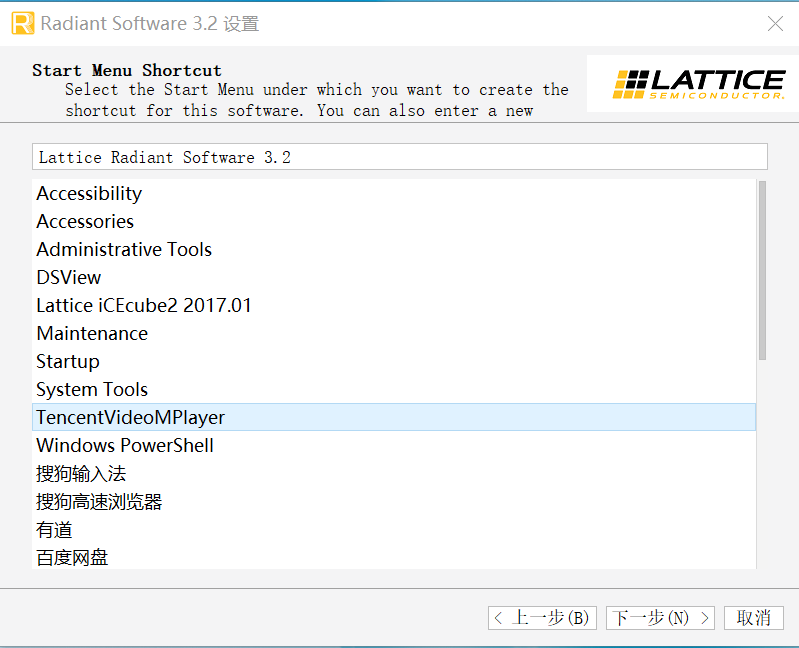 Radiant Software 3.2 设置
Start Menu Shortcut
Select the Start Menu under which you want to create the
shortcut for this software. You can also enter a new
LATTICE
SEMICONDUCTOR.
Lattice Radiant Software 3.2
Accessibility
Accessories
Administrative Tools
DSView
Lattice iCEcube2 2017.01
Maintenance
Startup
System Tools
TencentVideoMPlayer
Windows PowerShell
搜狗输入法
搜狗高速浏览器
有道
百度网盘
< 上一步(B) 下一步(N) > 取消